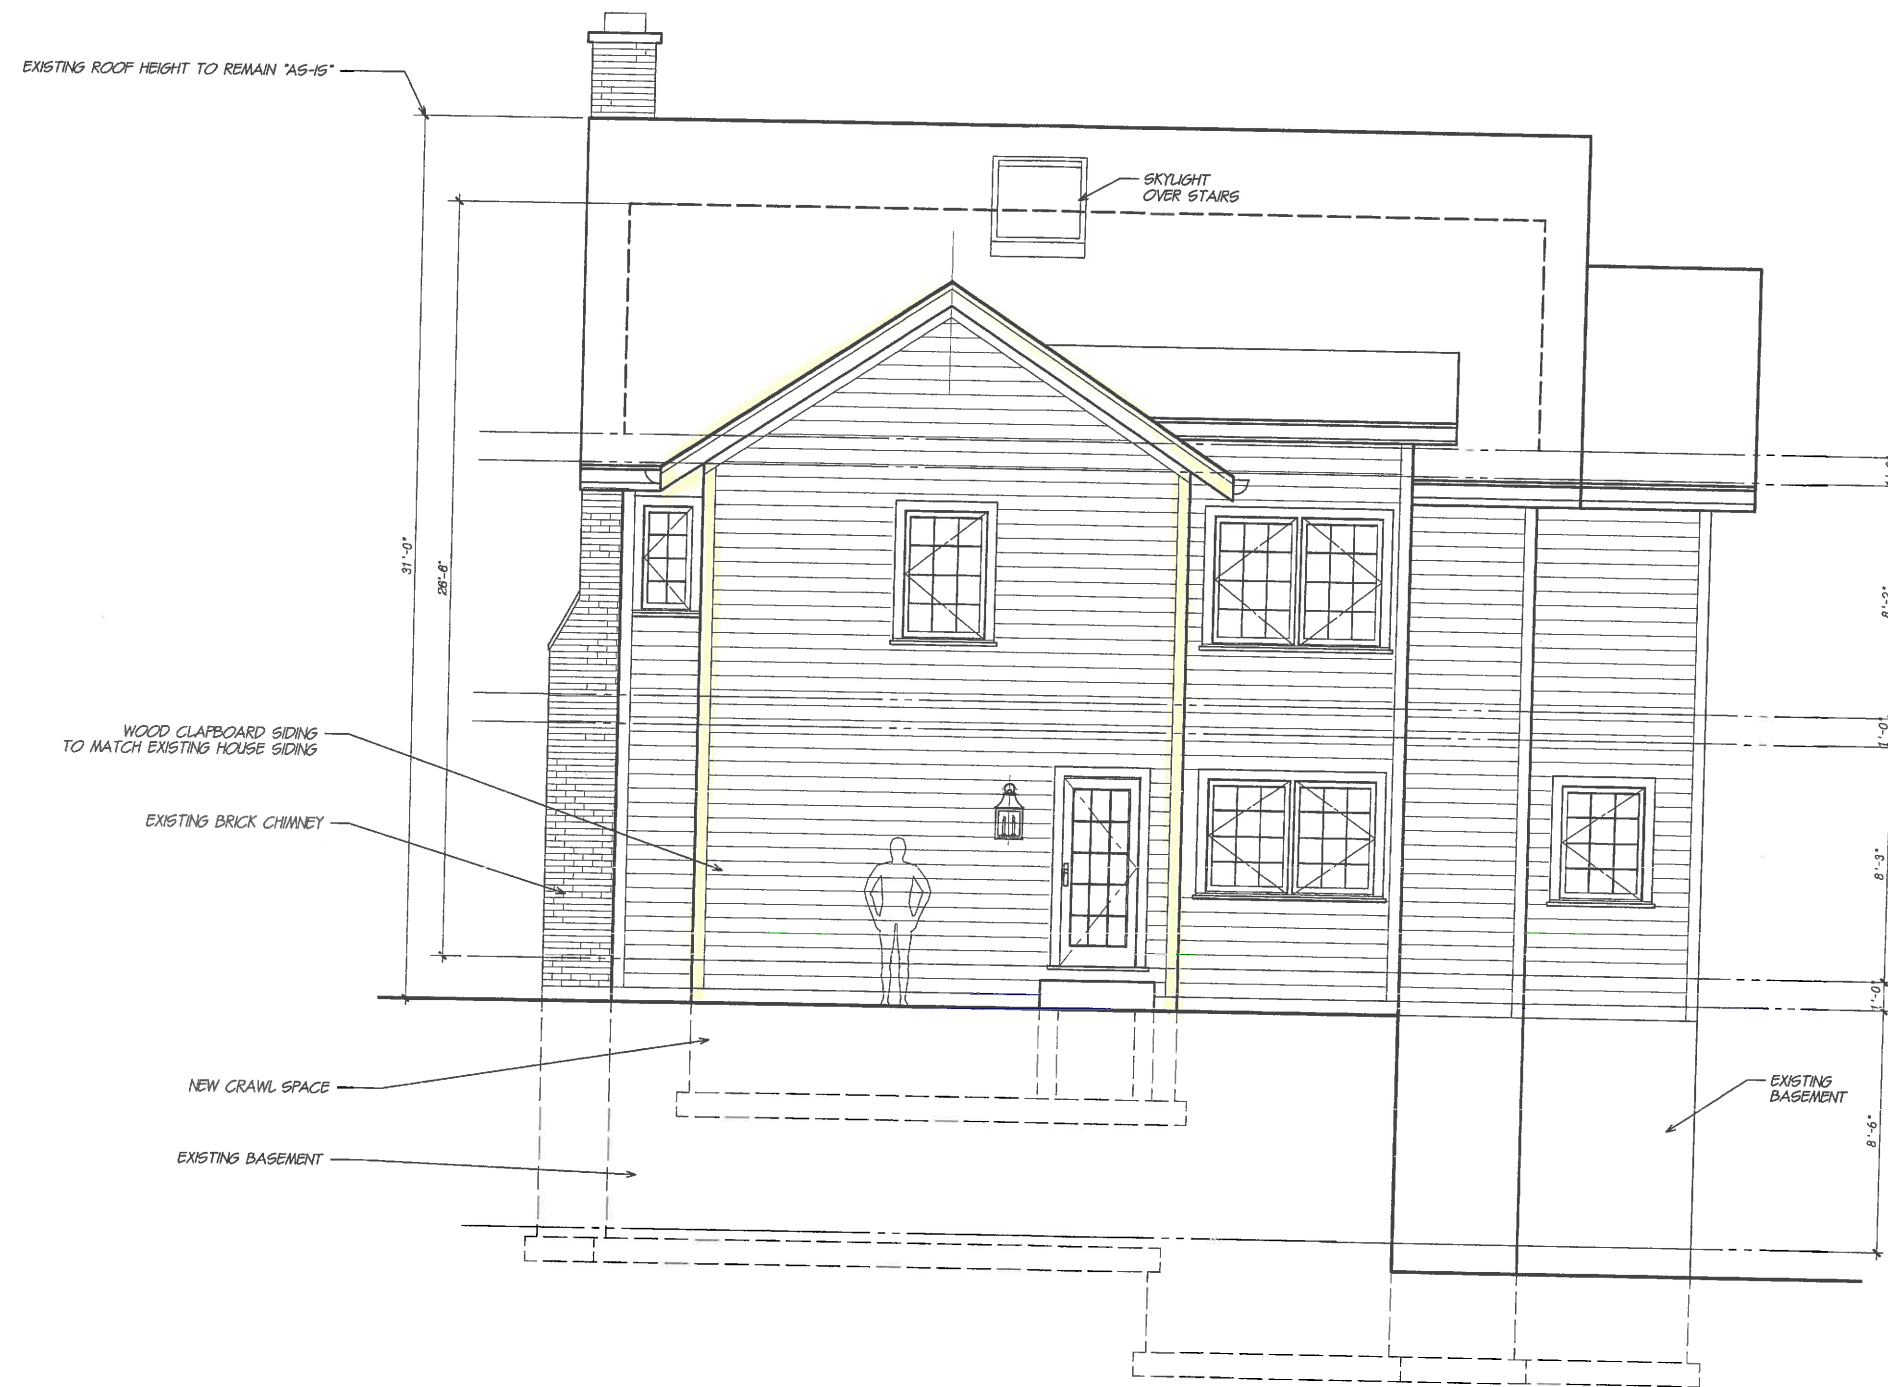 EXISTING ROOF HEIGHT TO REMAIN "AS-IS"
SKYLIGHT
OVER STAIRS
31'-0"
26'-6"
8'-2"
WOOD CLAPBOARD SIDING
TO MATCH EXISTING HOUSE SIDING
1'-0"
EXISTING BRICK CHIMNEY
8'-3"
1'-0"
NEW CRAWL SPACE
EXISTING
BASEMENT
8'-6"
EXISTING BASEMENT